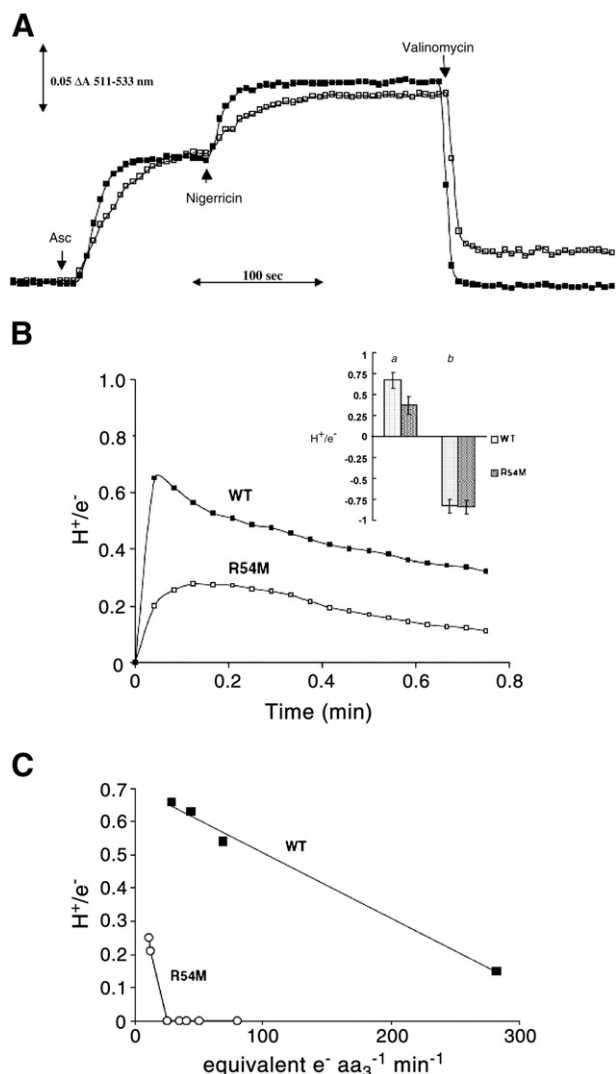 A
0.05 ΔA 511-533 nm
Valinomycin
Nigerricin
Asc
100 sec
B
1.0
0.8
0.6
0.4
0.2
0
H+/e-
WT
R54M
0 0.2 0.4 0.6 0.8
Time (min)
a b
1
0.75
0.5
0.25
0
-0.25
-0.5
-0.75
-1
H+/e-
WT
R54M
C
0.7
0.6
0.5
0.4
0.3
0.2
0.1
0
H+/e-
WT
R54M
0 100 200 300
equivalent e- aa3-1 min-1